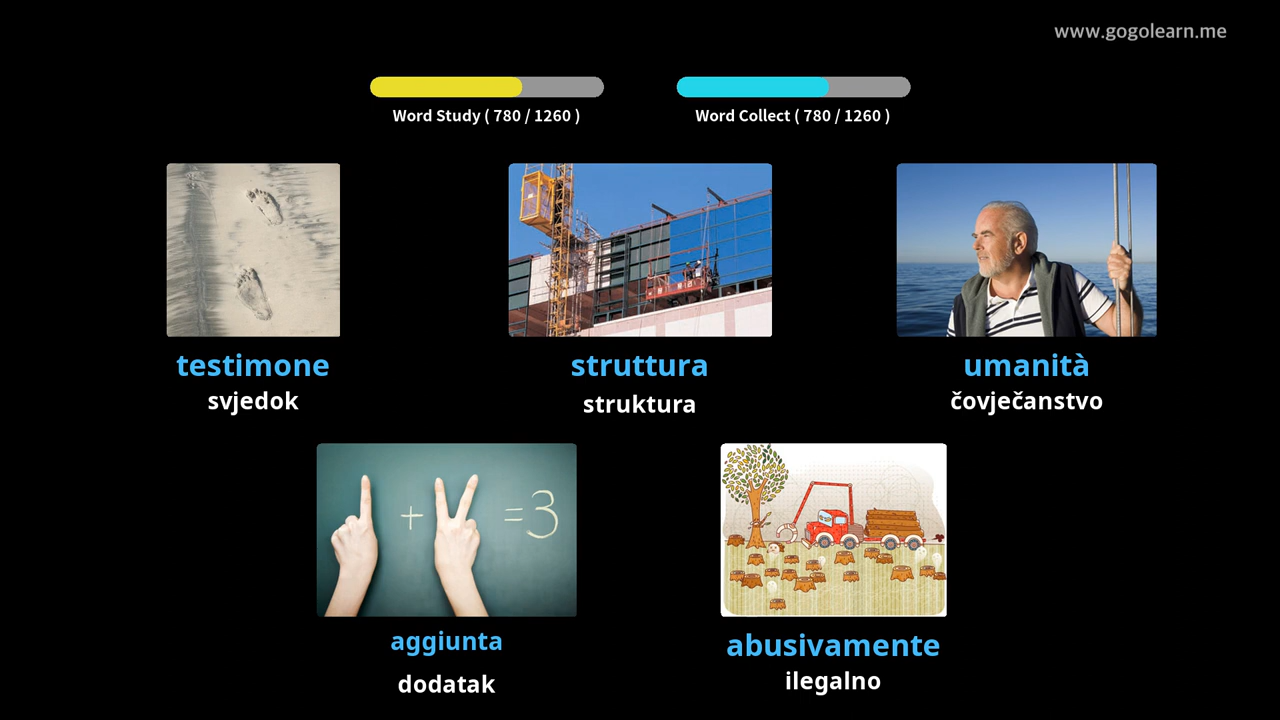 www.gogolearn.me
Word Study ( 780 / 1260 )
Word Collect ( 780 / 1260 )
testimone
svjedok
struttura
struktura
umanità
čovječanstvo
+ =3
aggiunta
dodatak
abusivamente
ilegalno